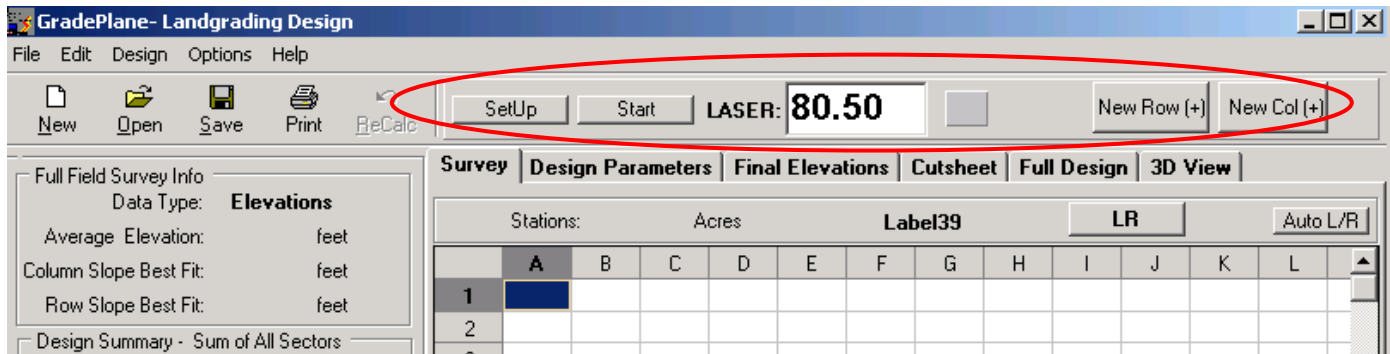 GradePlane- Landgrading Design
File Edit Design Options Help
New Open Save Print ReCalc SetUp Start LASER: 80.50 New Row (+) New Col (+)
Survey Design Parameters Final Elevations Cutsheet Full Design 3D View
Full Field Survey Info
Data Type: Elevations
Stations: Acres Label39 LR Auto L/R
Average Elevation: feet
Column Slope Best Fit: feet
A B C D E F G H I J K L
Row Slope Best Fit: feet
1
2
Design Summary - Sum of All Sectors